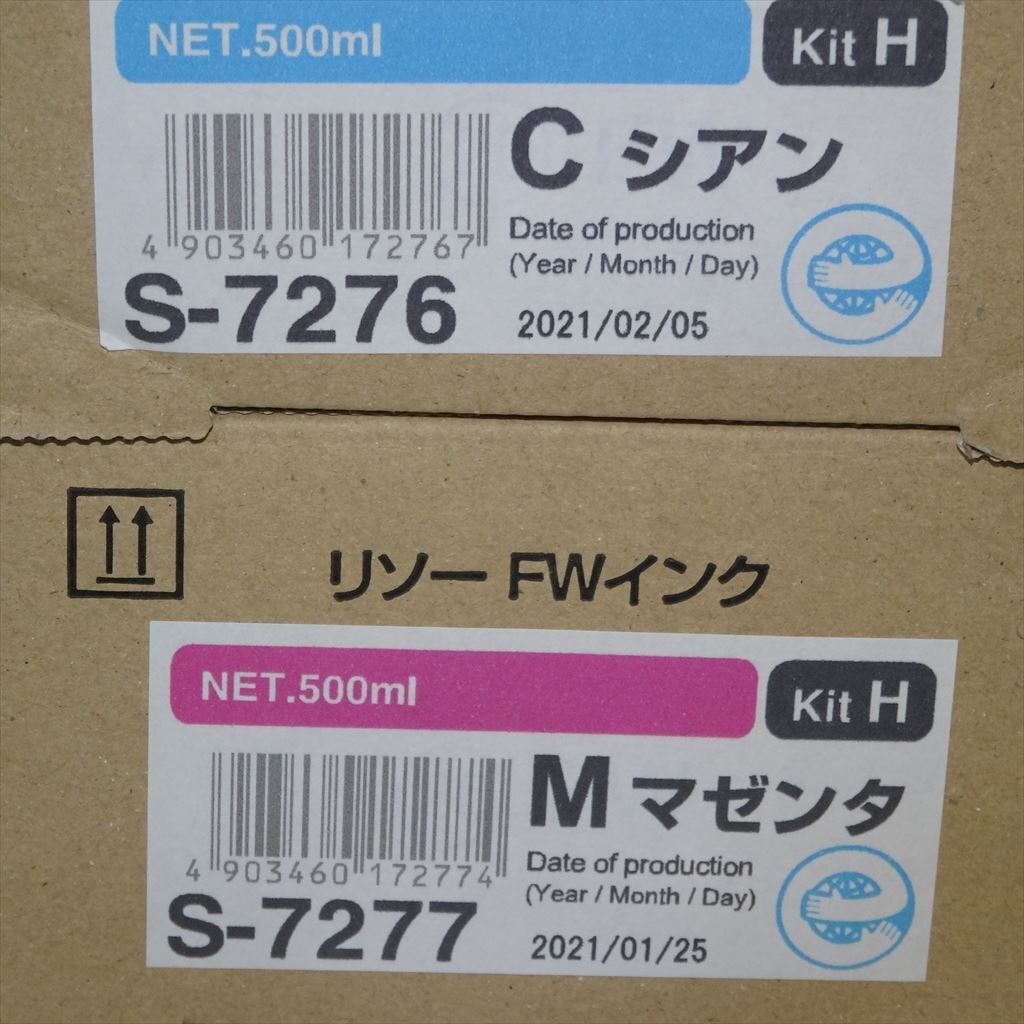 NET.500ml
Kit H
C シアン
4 903460 172767
Date of production
(Year / Month / Day)
S-7276
2021/02/05
リソー FWインク
NET.500ml
Kit H
M マゼンタ
4 903460 172774
Date of production
(Year / Month / Day)
S-7277
2021/01/25